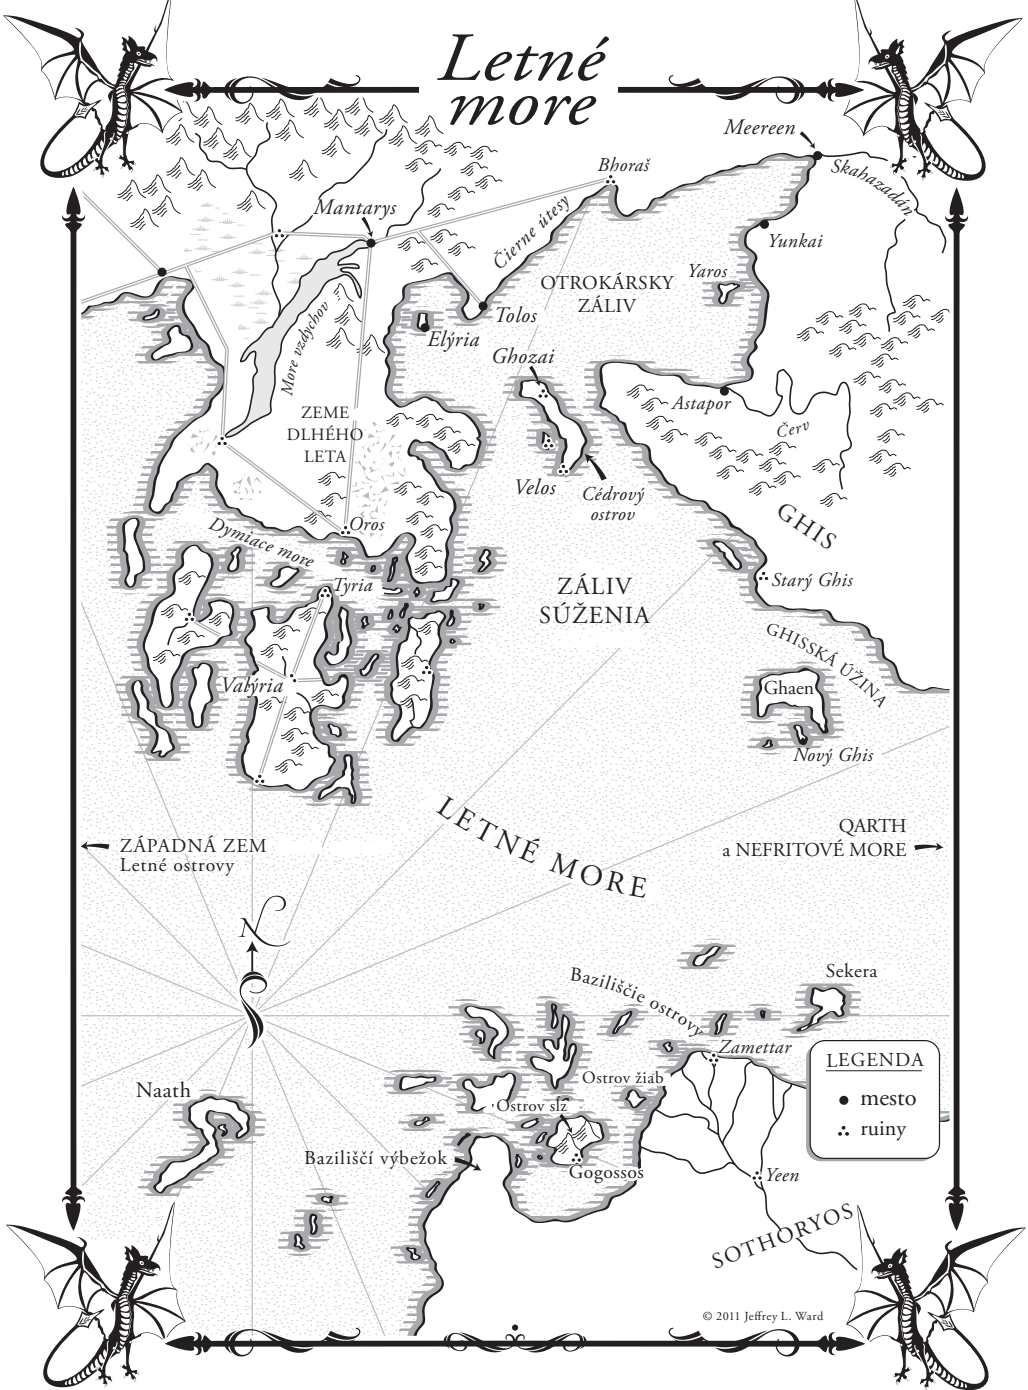 Letné
more
Meereen
Skahazadán
Bhoraš
Mantarys
Čierne útesy
Yunkai
OTROKÁRSKY
ZÁLIV
Yaros
Tolos
Elýria
More vzdychov
Ghozai
ZEME
DLHÉHO
LETA
Astapor
Červ
Velos
Cédrový
ostrov
GHIS
Oros
Dymiace more
Tyria
ZÁLIV
SÚŽENIA
Starý Ghis
GHISSKÁ ÚŽINA
Valýria
Ghaen
Nový Ghis
LETNÉ MORE
ZÁPADNÁ ZEM
Letné ostrovy
QARTH
a NEFRITOVÉ MORE
N
Baziliščie ostrovy
Sekera
Zamettar
LEGENDA
mesto
ruiny
Ostrov žiab
Naath
Ostrov sĺz
Baziliščí výbežok
Gogossos
Yeen
SOTHORYOS
© 2011 Jeffrey L. Ward